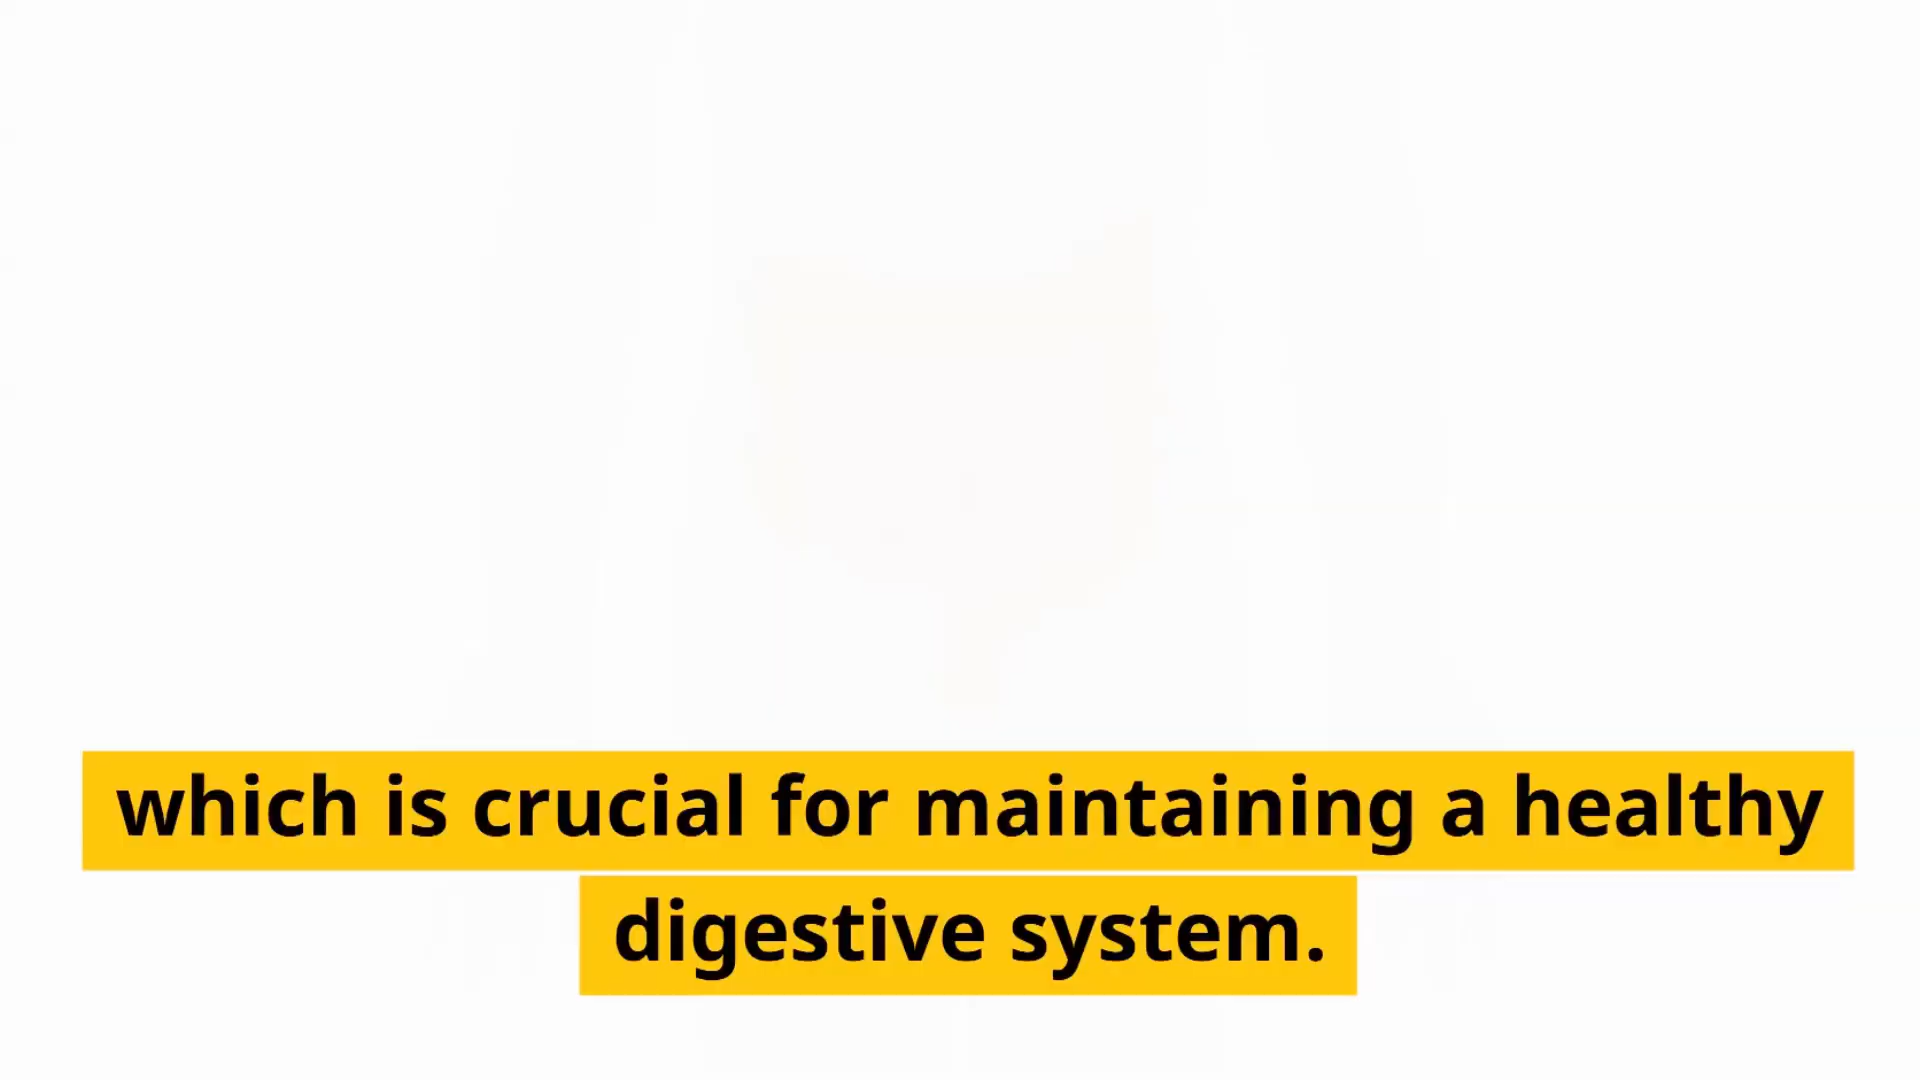 which is crucial for maintaining a healthy
digestive system.